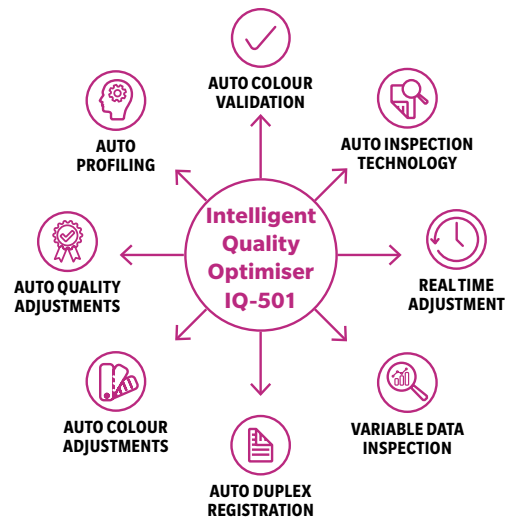 AUTO COLOUR
VALIDATION
AUTO INSPECTION
TECHNOLOGY
REAL TIME
ADJUSTMENT
VARIABLE DATA
INSPECTION
AUTO DUPLEX
REGISTRATION
AUTO COLOUR
ADJUSTMENTS
AUTO QUALITY
ADJUSTMENTS
AUTO
PROFILING
Intelligent
Quality
Optimiser
IQ-501